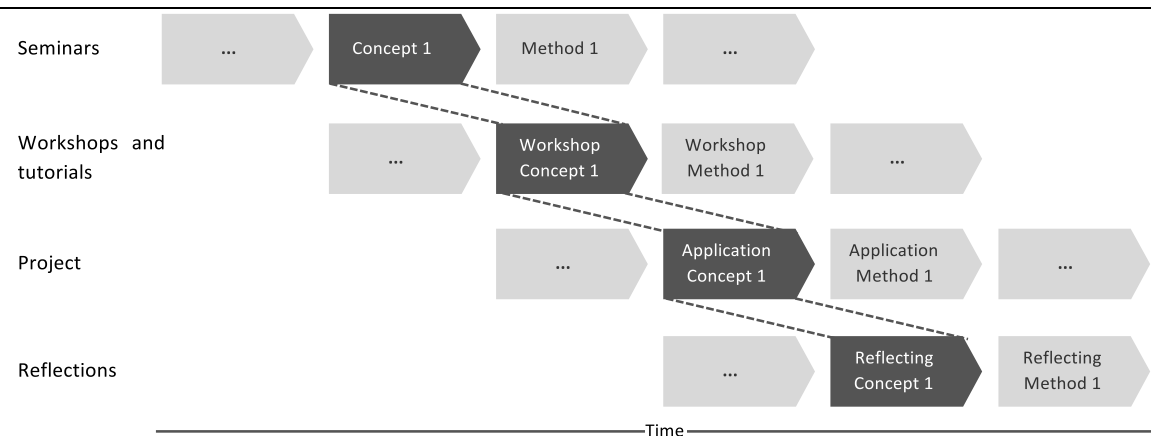 Seminars
...
Concept 1
Method 1
...
Workshops and
tutorials
...
Workshop
Concept 1
Workshop
Method 1
...
Project
...
Application
Concept 1
Application
Method 1
...
Reflections
...
Reflecting
Concept 1
Reflecting
Method 1
Time